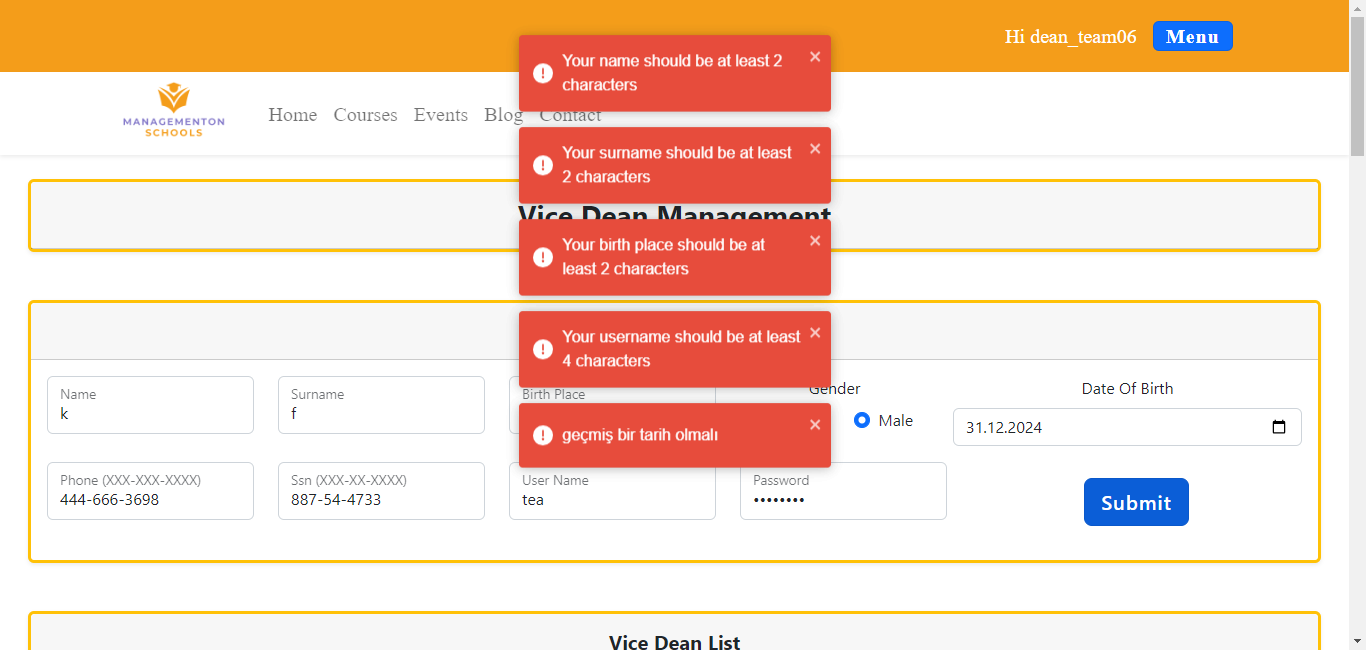 Hi dean_team06
Menu
Your name should be at least 2
characters
MANAGEMENTON
SCHOOLS
Home
Courses
Events
Blog
Contact
Your surname should be at least
2 characters
Vice Dean Management
Your birth place should be at
least 2 characters
Your username should be at least
4 characters
Name
k
Surname
f
Birth Place
Gender
Male
Date Of Birth
31.12.2024
geçmiş bir tarih olmalı
Phone (XXX-XXX-XXXX)
444-666-3698
Ssn (XXX-XX-XXXX)
887-54-4733
User Name
tea
Password
••••••••
Submit
Vice Dean List